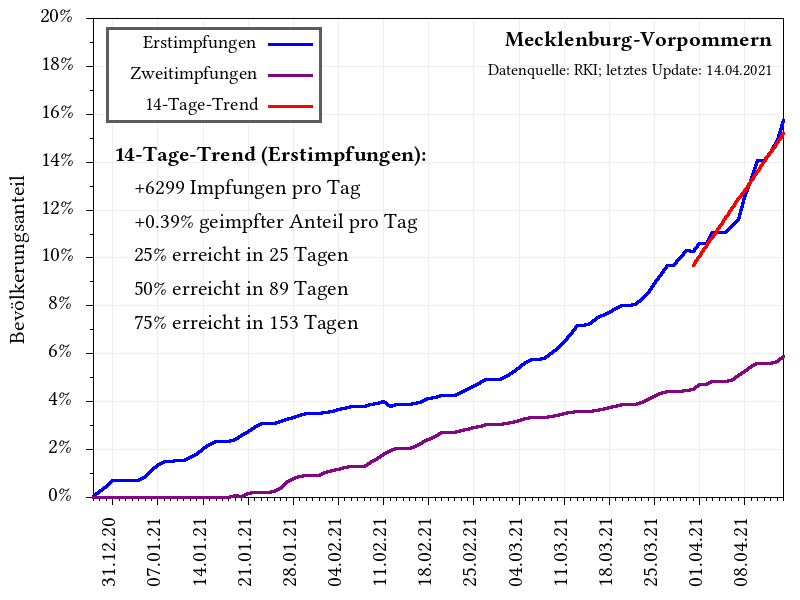 Mecklenburg-Vorpommern
Datenquelle: RKI; letztes Update: 14.04.2021
Erstimpfungen
Zweitimpfungen
14-Tage-Trend
14-Tage-Trend (Erstimpfungen):
+6299 Impfungen pro Tag
+0.39% geimpfter Anteil pro Tag
25% erreicht in 25 Tagen
50% erreicht in 89 Tagen
75% erreicht in 153 Tagen
Bevölkerungsanteil
20%
18%
16%
14%
12%
10%
8%
6%
4%
2%
0%
31.12.20
07.01.21
14.01.21
21.01.21
28.01.21
04.02.21
11.02.21
18.02.21
25.02.21
04.03.21
11.03.21
18.03.21
25.03.21
01.04.21
08.04.21